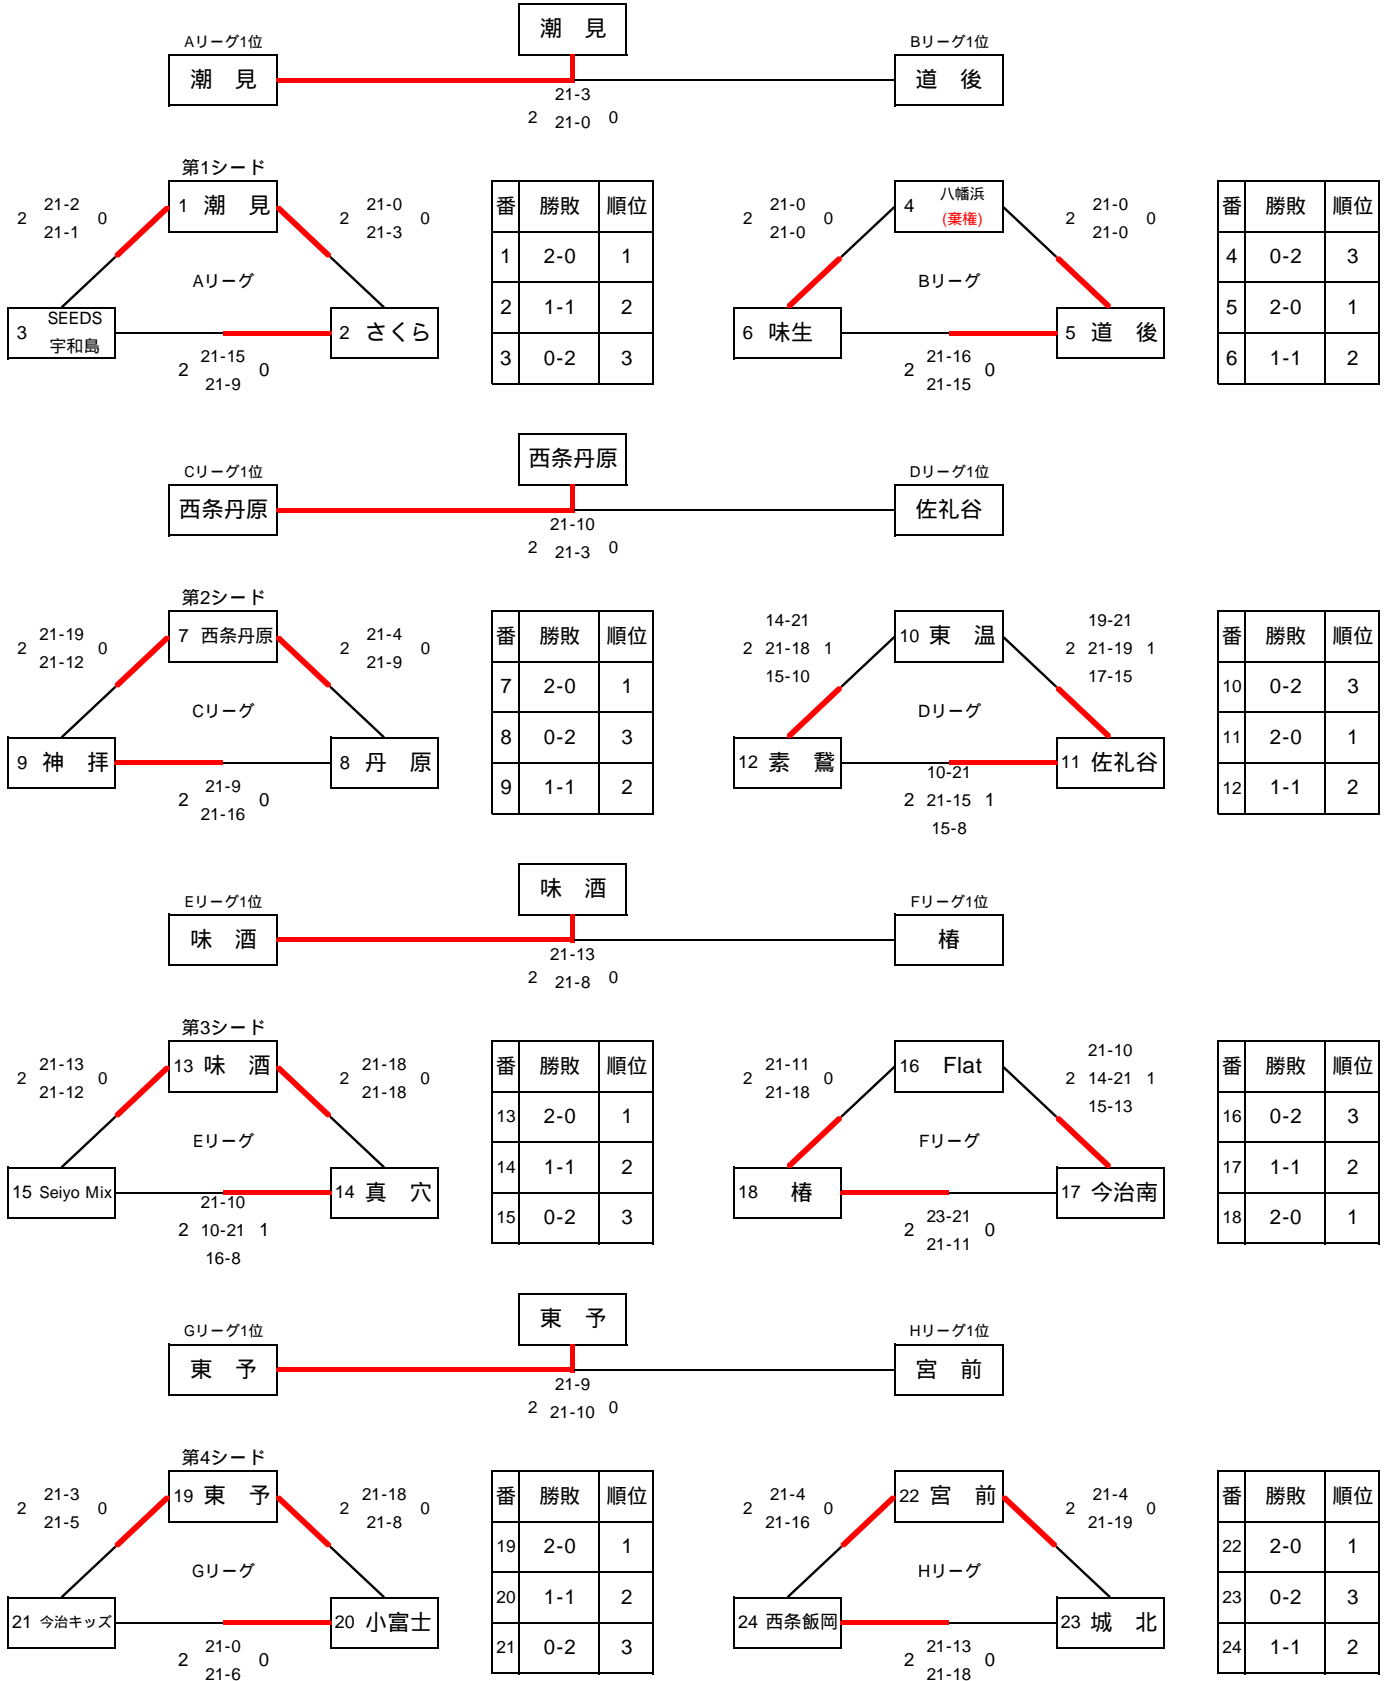 潮　見
Aリーグ1位
Bリーグ1位
潮　見
道　後
21-3
2 21-0 0
第1シード
1 潮　見
2 21-2 0
21-1
2 21-0 0
21-3
Aリーグ
3 SEEDS
宇和島
2 さくら
21-15
2 0
21-9
番 勝敗 順位
1 2-0 1
2 1-1 2
3 0-2 3
4 八幡浜
(棄権)
2 21-0 0
21-0
2 21-0 0
21-0
Bリーグ
6 味生
5 道　後
21-16
2 0
21-15
番 勝敗 順位
4 0-2 3
5 2-0 1
6 1-1 2
西条丹原
Cリーグ1位
Dリーグ1位
西条丹原
佐礼谷
21-10
2 21-3 0
第2シード
7 西条丹原
2 21-19 0
21-12
2 21-4 0
21-9
Cリーグ
9 神　拝
8 丹　原
21-9
2 0
21-16
番 勝敗 順位
7 2-0 1
8 0-2 3
9 1-1 2
10 東　温
14-21
2 21-18 1
15-10
19-21
2 21-19 1
17-15
Dリーグ
12 素　鵞
11 佐礼谷
10-21
2 21-15 1
15-8
番 勝敗 順位
10 0-2 3
11 2-0 1
12 1-1 2
味　酒
Eリーグ1位
Fリーグ1位
味　酒
椿
21-13
2 21-8 0
第3シード
13 味　酒
2 21-13 0
21-12
2 21-18 0
21-18
Eリーグ
15 Seiyo Mix
14 真　穴
21-10
2 10-21 1
16-8
番 勝敗 順位
13 2-0 1
14 1-1 2
15 0-2 3
16 Flat
2 21-11 0
21-18
21-10
2 14-21 1
15-13
Fリーグ
18 椿
17 今治南
23-21
2 0
21-11
番 勝敗 順位
16 0-2 3
17 1-1 2
18 2-0 1
東　予
Gリーグ1位
Hリーグ1位
東　予
宮　前
21-9
2 21-10 0
第4シード
19 東　予
2 21-3 0
21-5
2 21-18 0
21-8
Gリーグ
21 今治キッズ
20 小富士
21-0
2 0
21-6
番 勝敗 順位
19 2-0 1
20 1-1 2
21 0-2 3
22 宮　前
2 21-4 0
21-16
2 21-4 0
21-19
Hリーグ
24 西条飯岡
23 城　北
21-13
2 0
21-18
番 勝敗 順位
22 2-0 1
23 0-2 3
24 1-1 2